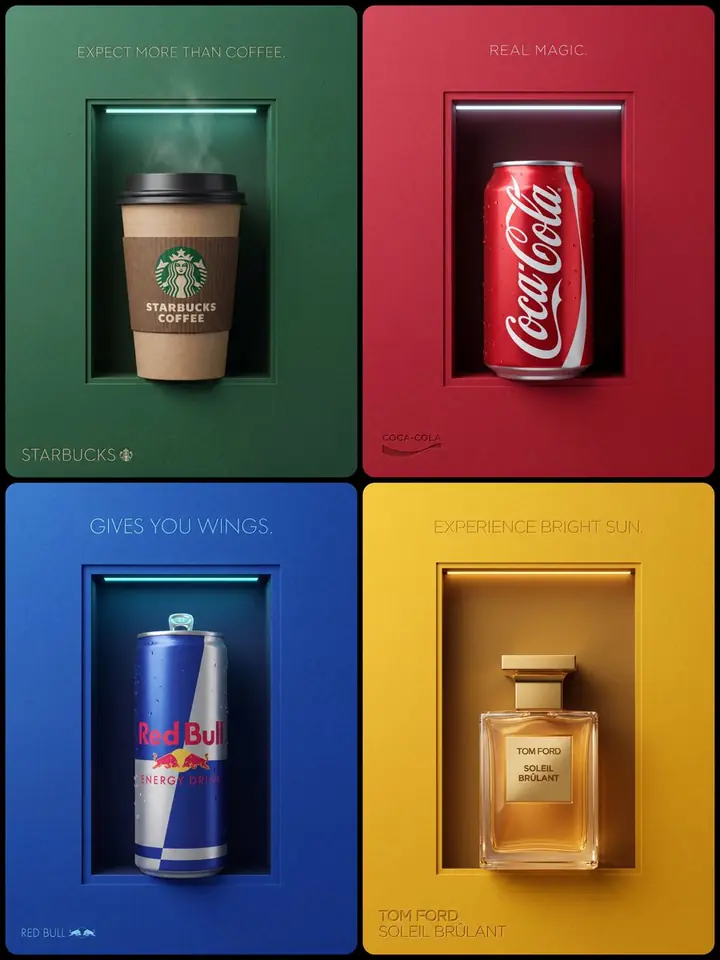 EXPECT MORE THAN COFFEE.
STARBUCKS
COFFEE
STARBUCKS
REAL MAGIC.
Coca-Cola
COCA-COLA
GIVES YOU WINGS.
Red Bull
ENERGY DRINK
RED BULL
EXPERIENCE BRIGHT SUN.
TOM FORD
SOLEIL
BRÛLANT
TOM FORD
SOLEIL BRÛLANT